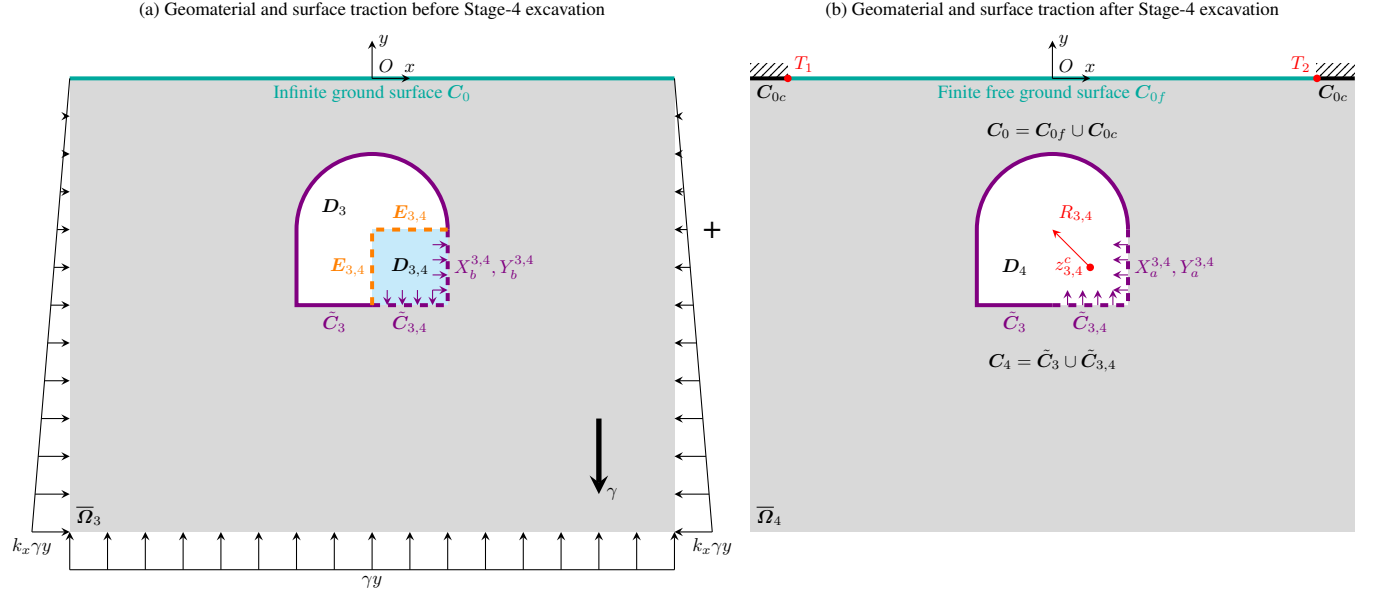 (a) Geomaterial and surface traction before Stage-4 excavation
y
O x
Infinite ground surface C₀
D₃
E₃,₄
E₃,₄ D₃,₄ X_b^{3,4}, Y_b^{3,4}
C̃₃ C̃₃,₄
γ
Ω̅₃
kₓγy kₓγy
γy
+
(b) Geomaterial and surface traction after Stage-4 excavation
y
T₁ O x T₂
C₀c Finite free ground surface C₀f C₀c
C₀ = C₀f ∪ C₀c
R₃,₄
D₄ z_{3,4}^c X_a^{3,4}, Y_a^{3,4}
C̃₃ C̃₃,₄
C₄ = C̃₃ ∪ C̃₃,₄
Ω̅₄